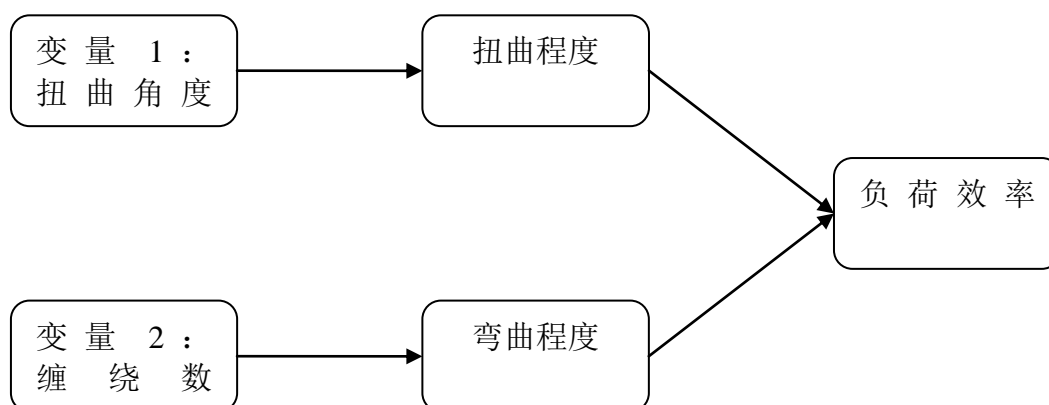 变量 1：
扭曲角度
扭曲程度
负荷效率
变量 2：
缠绕数
弯曲程度